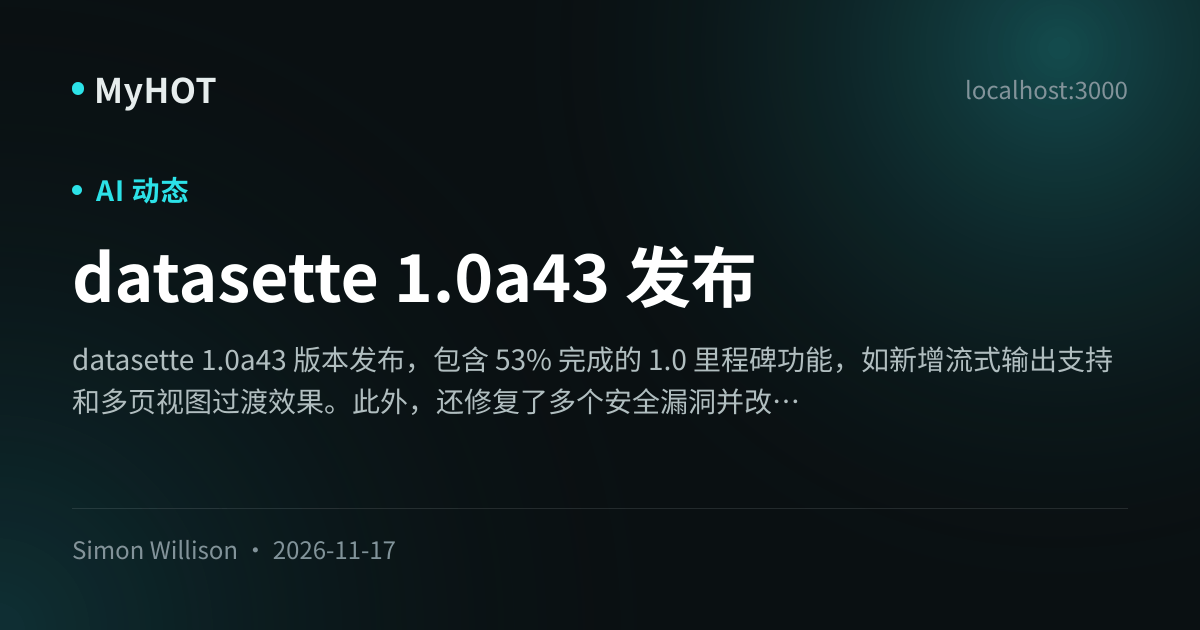 MyHOT
localhost:3000
AI 动态
datasette 1.0a43 发布
datasette 1.0a43 版本发布，包含 53% 完成的 1.0 里程碑功能，如新增流式输出支持
和多页视图过渡效果。此外，还修复了多个安全漏洞并改…
Simon Willison · 2026-11-17